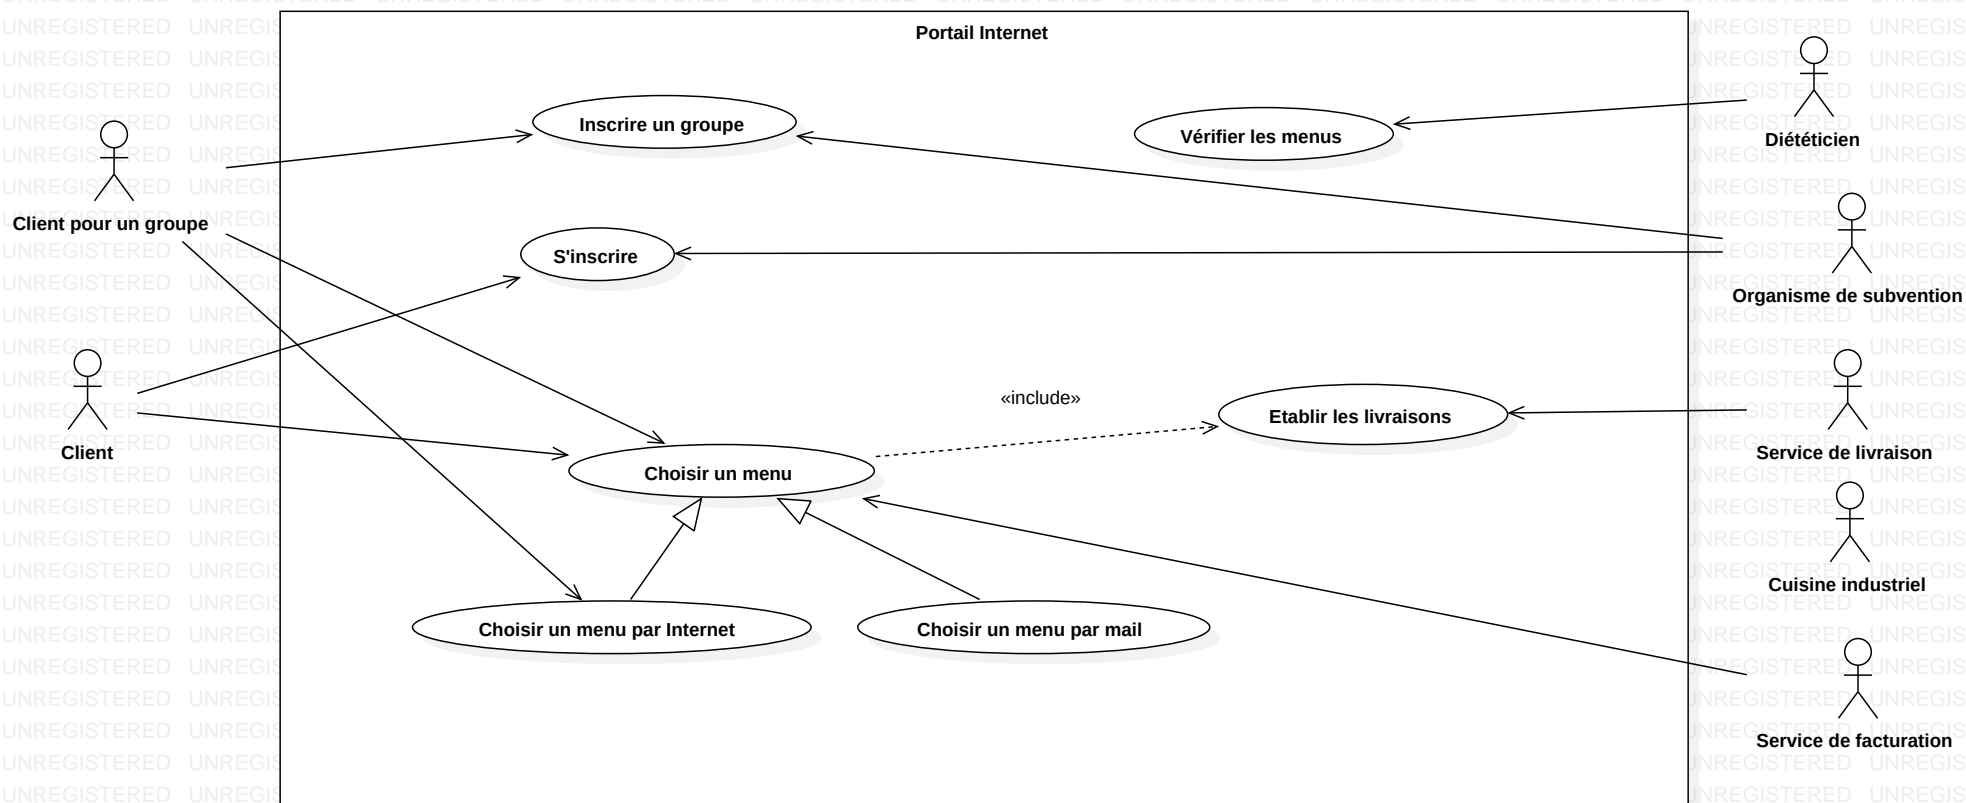 Portail Internet
Inscrire un groupe
Vérifier les menus
Diététicien
Client pour un groupe
S'inscrire
Organisme de subvention
«include»
Etablir les livraisons
Client
Choisir un menu
Service de livraison
Cuisine industriel
Choisir un menu par Internet
Choisir un menu par mail
Service de facturation
UNREGISTERED